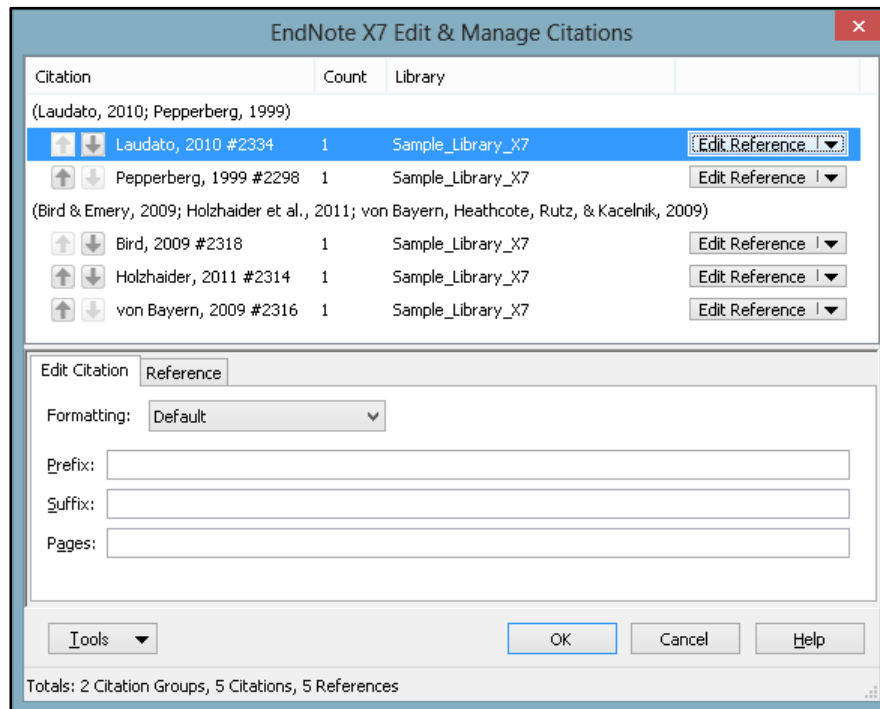 EndNote X7 Edit & Manage Citations
Citation Count Library
(Laudato, 2010; Pepperberg, 1999)
Laudato, 2010 #2334 1 Sample_Library_X7 Edit Reference
Pepperberg, 1999 #2298 1 Sample_Library_X7 Edit Reference
(Bird & Emery, 2009; Holzhaider et al., 2011; von Bayern, Heathcote, Rutz, & Kacelnik, 2009)
Bird, 2009 #2318 1 Sample_Library_X7 Edit Reference
Holzhaider, 2011 #2314 1 Sample_Library_X7 Edit Reference
von Bayern, 2009 #2316 1 Sample_Library_X7 Edit Reference
Edit Citation Reference
Formatting: Default
Prefix:
Suffix:
Pages:
Tools OK Cancel Help
Totals: 2 Citation Groups, 5 Citations, 5 References